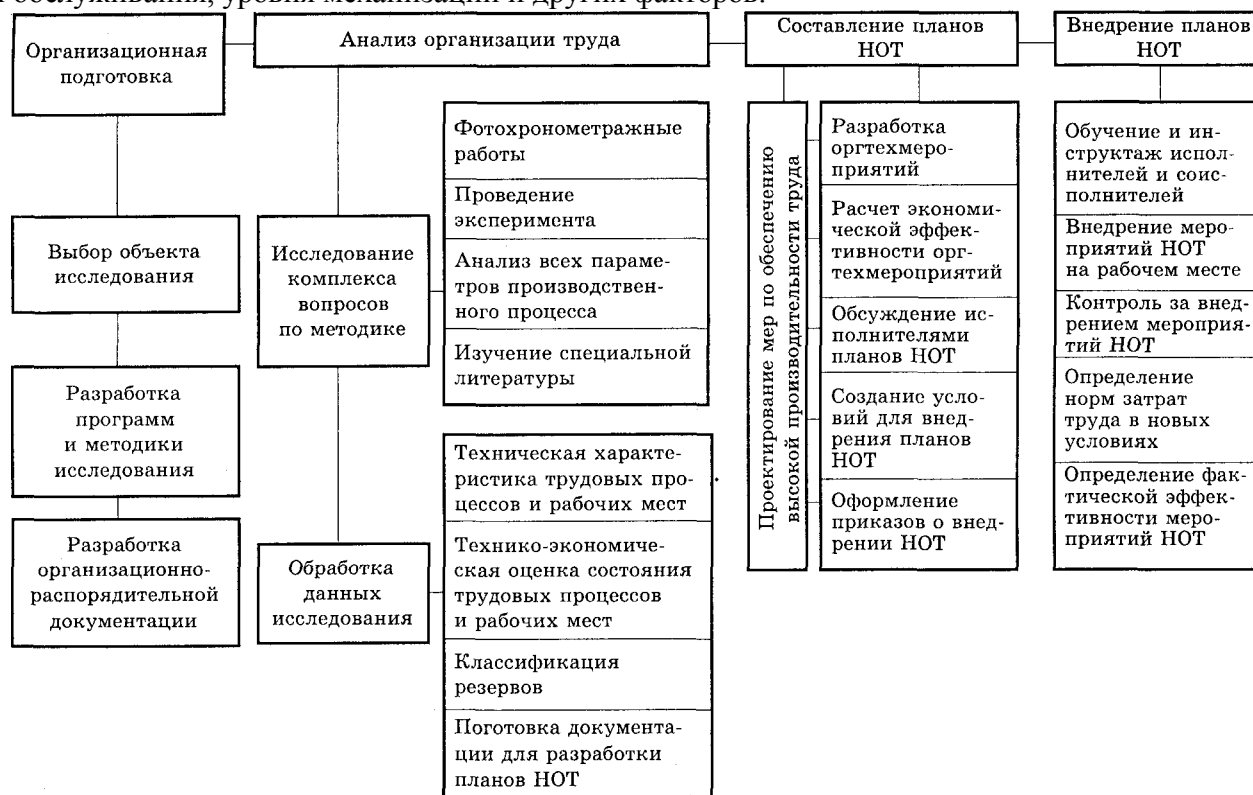 обслуживания, уровня механизации и других факторов.
Организационная
подготовка
Выбор объекта
исследования
Разработка
программ
и методики
исследования
Разработка
организационно-
распорядительной
документации
Анализ организации труда
Исследование
комплекса
вопросов
по методике
Фотохронометражные
работы
Проведение
эксперимента
Анализ всех параме-
тров производствен-
ного процесса
Изучение специальной
литературы
Обработка
данных
исследования
Техническая характе-
ристика трудовых про-
цессов и рабочих мест
Технико-экономиче-
ская оценка состояния
трудовых процессов
и рабочих мест
Классификация
резервов
Поготовка документа-
ции для разработки
планов НОТ
Составление планов
НОТ
Проектирование мер по обеспечению
высокой производительности труда
Разработка
оргтехмеро-
приятий
Расчет экономи-
ческой эффек-
тивности орг-
техмероприятий
Обсуждение ис-
полнителями
планов НОТ
Создание усло-
вий для внед-
рения планов
НОТ
Оформление
приказов о внед-
рении НОТ
Внедрение планов
НОТ
Обучение и ин-
структаж испол-
нителей и соис-
полнителей
Внедрение меро-
приятий НОТ
на рабочем месте
Контроль за внед-
рением мероприя-
тий НОТ
Определение
норм затрат
труда в новых
условиях
Определение фак-
тической эффек-
тивности меро-
приятий НОТ